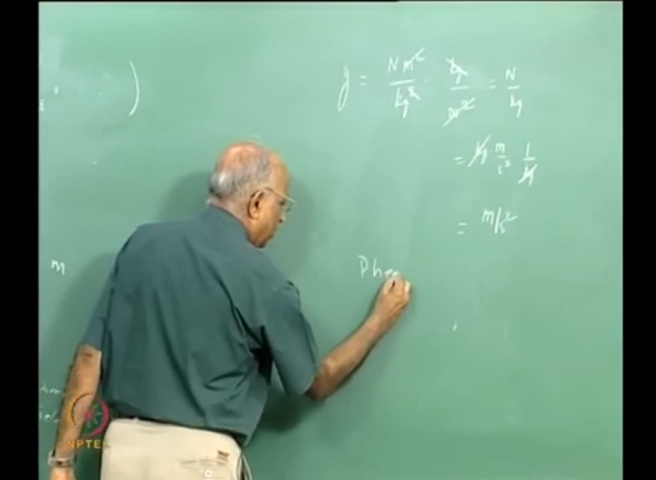 )
g = Nm²/kg² · kg/m² = N/kg
= kg m/s² 1/kg
= m/s²
m
Phe
NPTEL